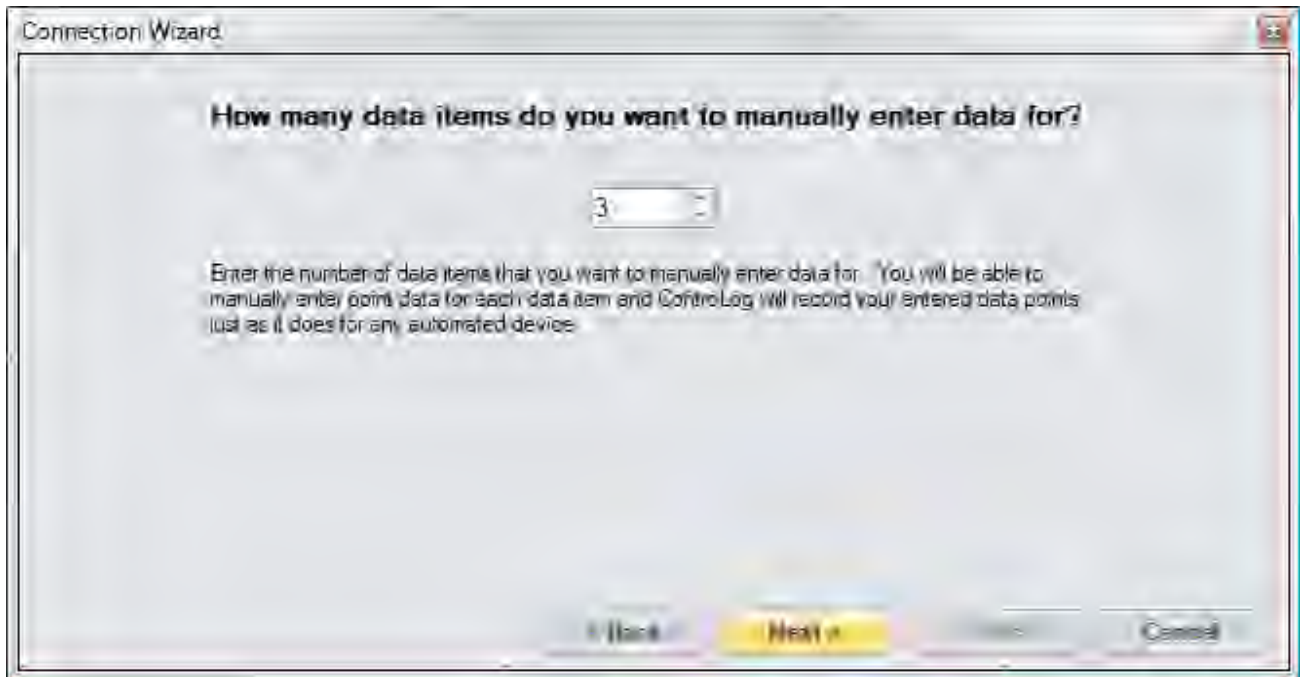 Connection Wizard
How many data items do you want to manually enter data for?
3
Enter the number of data items that you want to manually enter data for. You will be able to
manually enter point data for each data item and ControLog will record your entered data points
just as it does for any automated device
< Back
Next >
Cancel